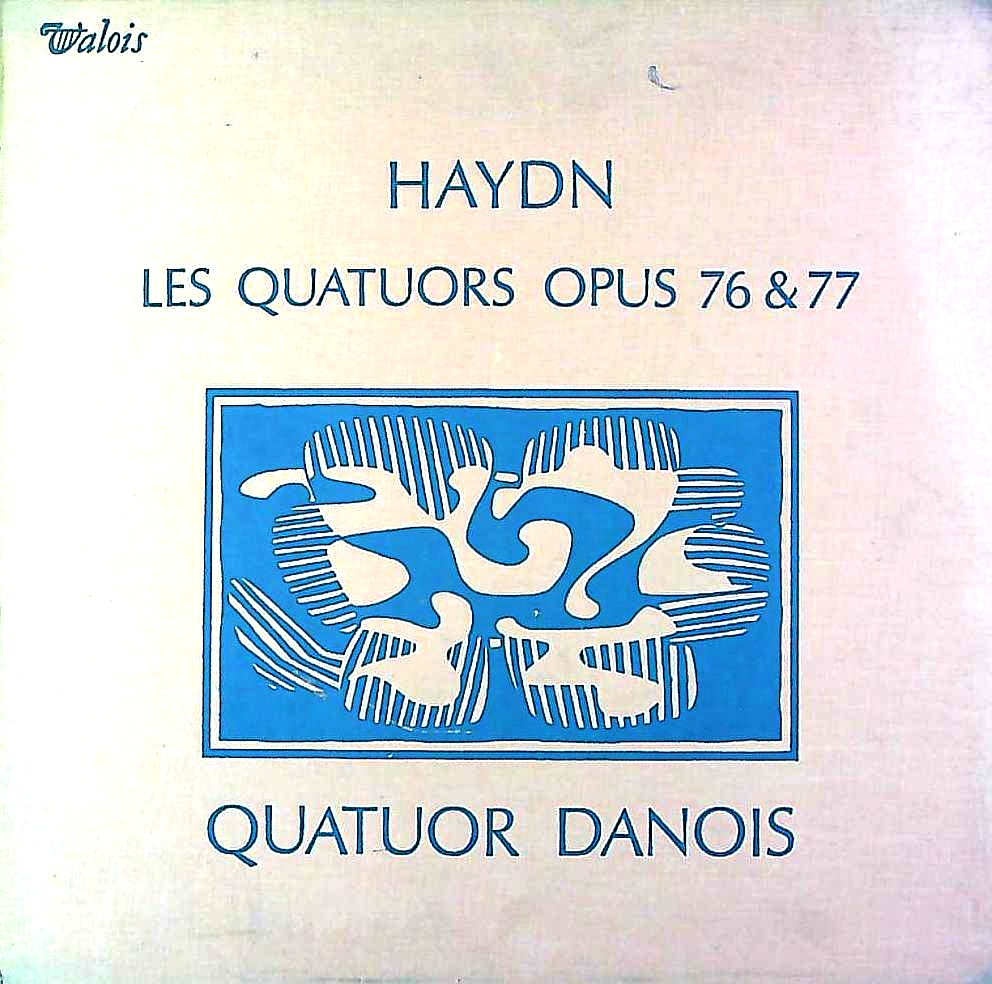 Valois
HAYDN
LES QUATUORS OPUS 76 & 77
QUATUOR DANOIS